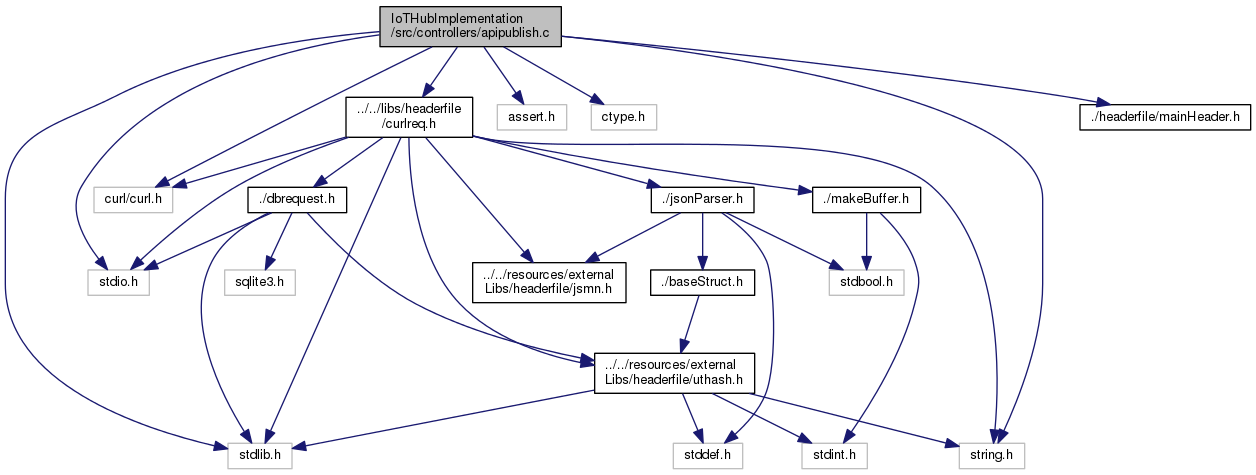 IoTHubImplementation
/src/controllers/apipublish.c
../../libs/headerfile
/curlreq.h
assert.h
ctype.h
./headerfile/mainHeader.h
curl/curl.h
./dbrequest.h
./jsonParser.h
./makeBuffer.h
stdio.h
sqlite3.h
../../resources/external
Libs/headerfile/jsmn.h
./baseStruct.h
stdbool.h
../../resources/external
Libs/headerfile/uthash.h
stdlib.h
stddef.h
stdint.h
string.h